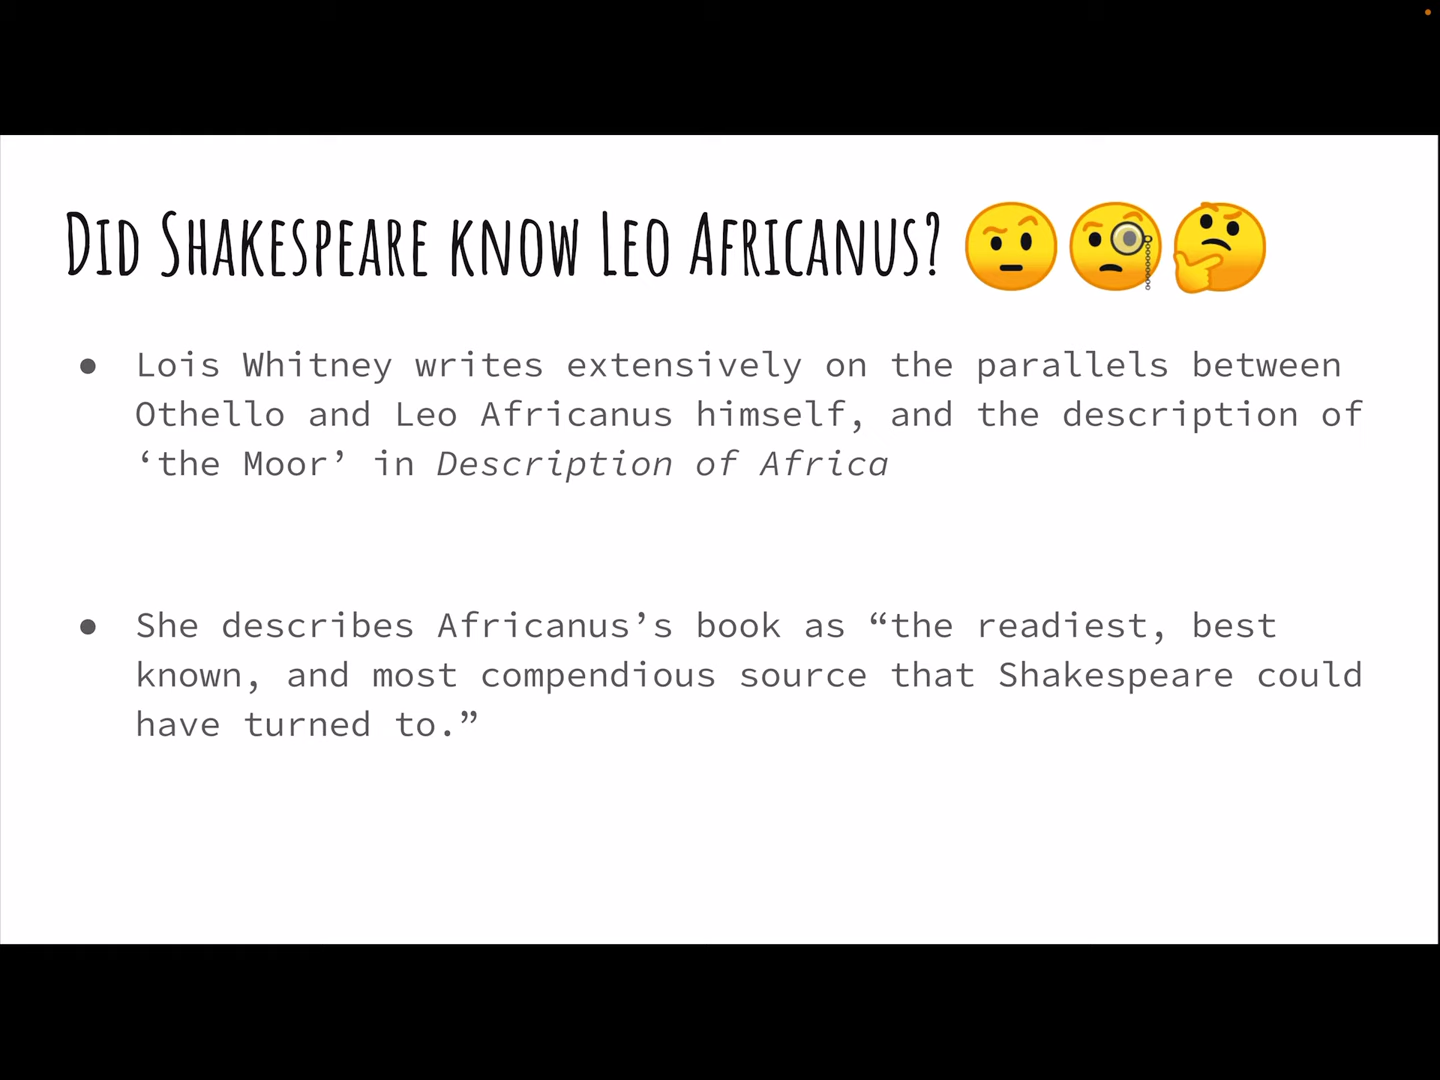 DID SHAKESPEARE KNOW LEO AFRICANUS? 🤨🧐🤔
● Lois Whitney writes extensively on the parallels between
Othello and Leo Africanus himself, and the description of
‘the Moor’ in Description of Africa
● She describes Africanus’s book as “the readiest, best
known, and most compendious source that Shakespeare could
have turned to.”